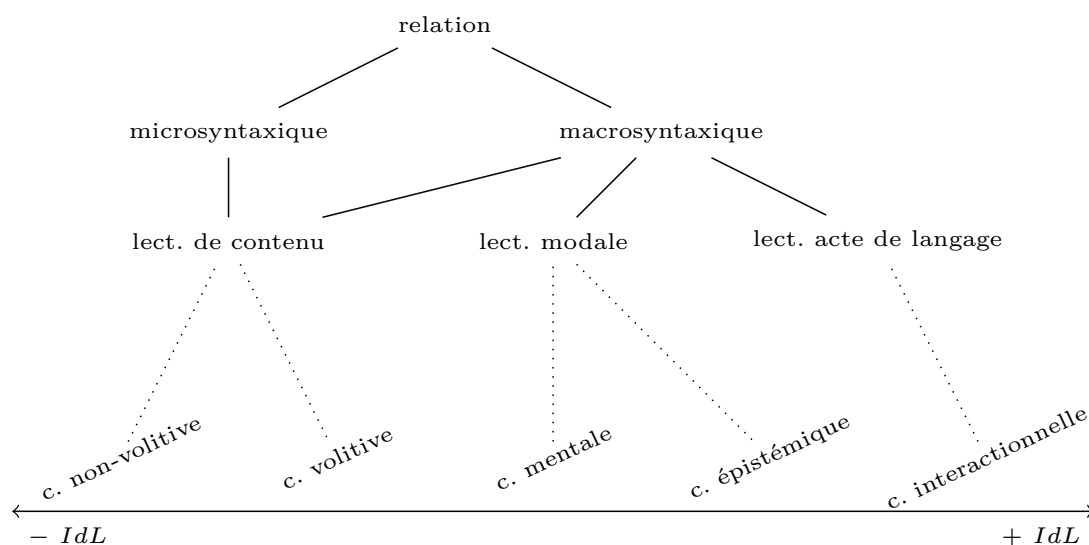 relation
microsyntaxique macrosyntaxique
lect. de contenu lect. modale lect. acte de langage
c. non-volitive c. volitive c. mentale c. épistémique c. interactionnelle
− IdL + IdL